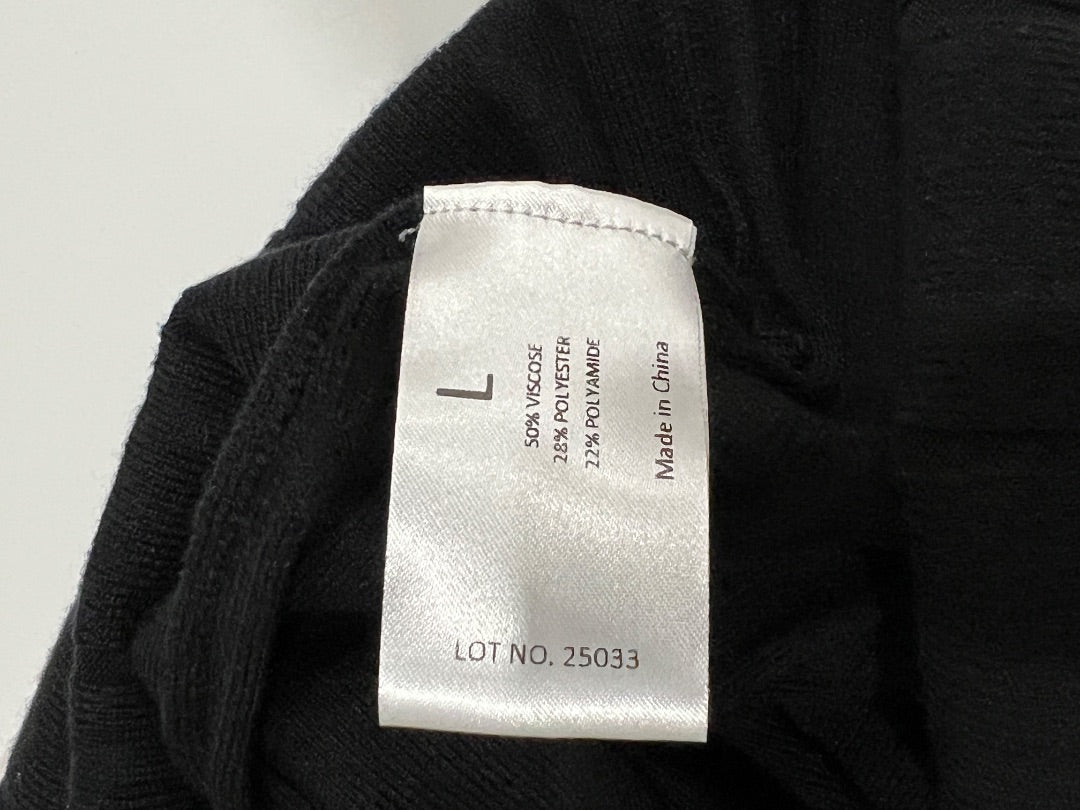 L
50% VISCOSE
28% POLYESTER
22% POLYAMIDE
Made in China
LOT NO. 25033